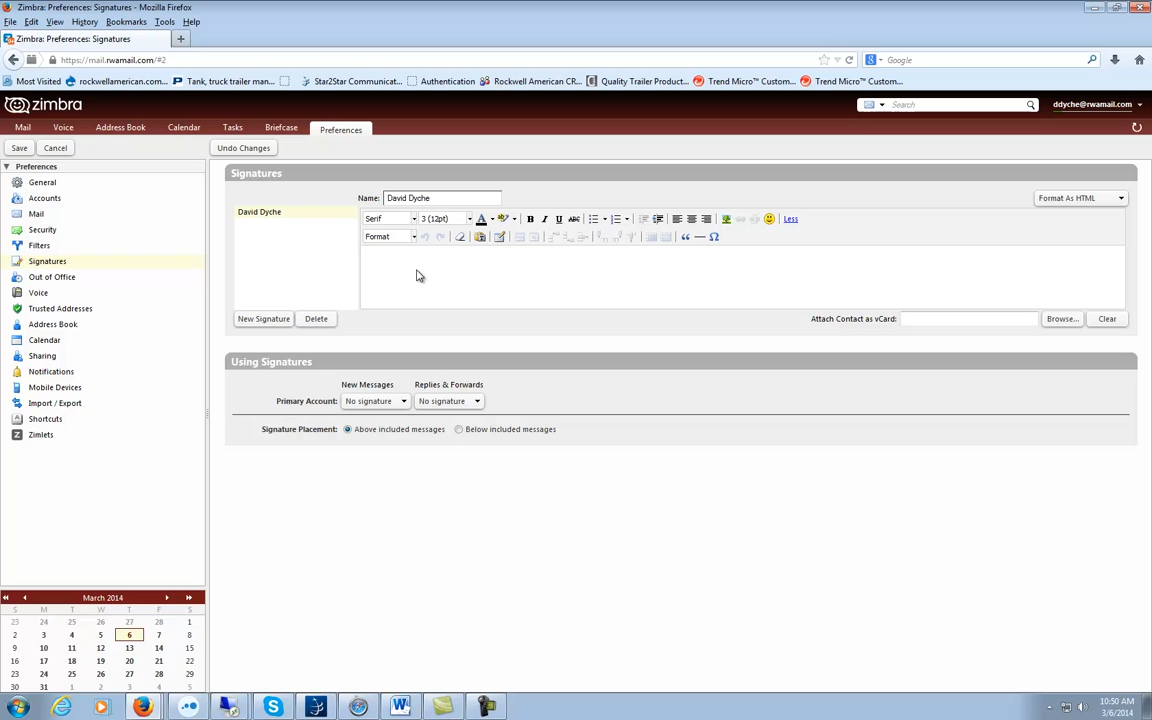 Zimbra: Preferences: Signatures - Mozilla Firefox
File Edit View History Bookmarks Tools Help
Zimbra: Preferences: Signatures
https://mail.rwamail.com/#2
Google
Most Visited rockwellamerican.com... Tank, truck trailer man... Star2Star Communicat... Authentication Rockwell American CR... Quality Trailer Product... Trend Micro™ Custom... Trend Micro™ Custom...
zimbra
Search
ddyche@rwamail.com
Mail Voice Address Book Calendar Tasks Briefcase Preferences
Save Cancel Undo Changes
Preferences
General
Accounts
Mail
Security
Filters
Signatures
Out of Office
Voice
Trusted Addresses
Address Book
Calendar
Sharing
Notifications
Mobile Devices
Import / Export
Shortcuts
Zimlets
Signatures
Name: David Dyche
Format As HTML
David Dyche
Serif 3 (12pt) A B I U ABC Less
Format
New Signature Delete Attach Contact as vCard: Browse... Clear
Using Signatures
New Messages Replies & Forwards
Primary Account: No signature No signature
Signature Placement: Above included messages Below included messages
March 2014
S M T W T F S
23 24 25 26 27 28 1
2 3 4 5 6 7 8
9 10 11 12 13 14 15
16 17 18 19 20 21 22
23 24 25 26 27 28 29
30 31 1 2 3 4 5
10:50 AM
3/6/2014